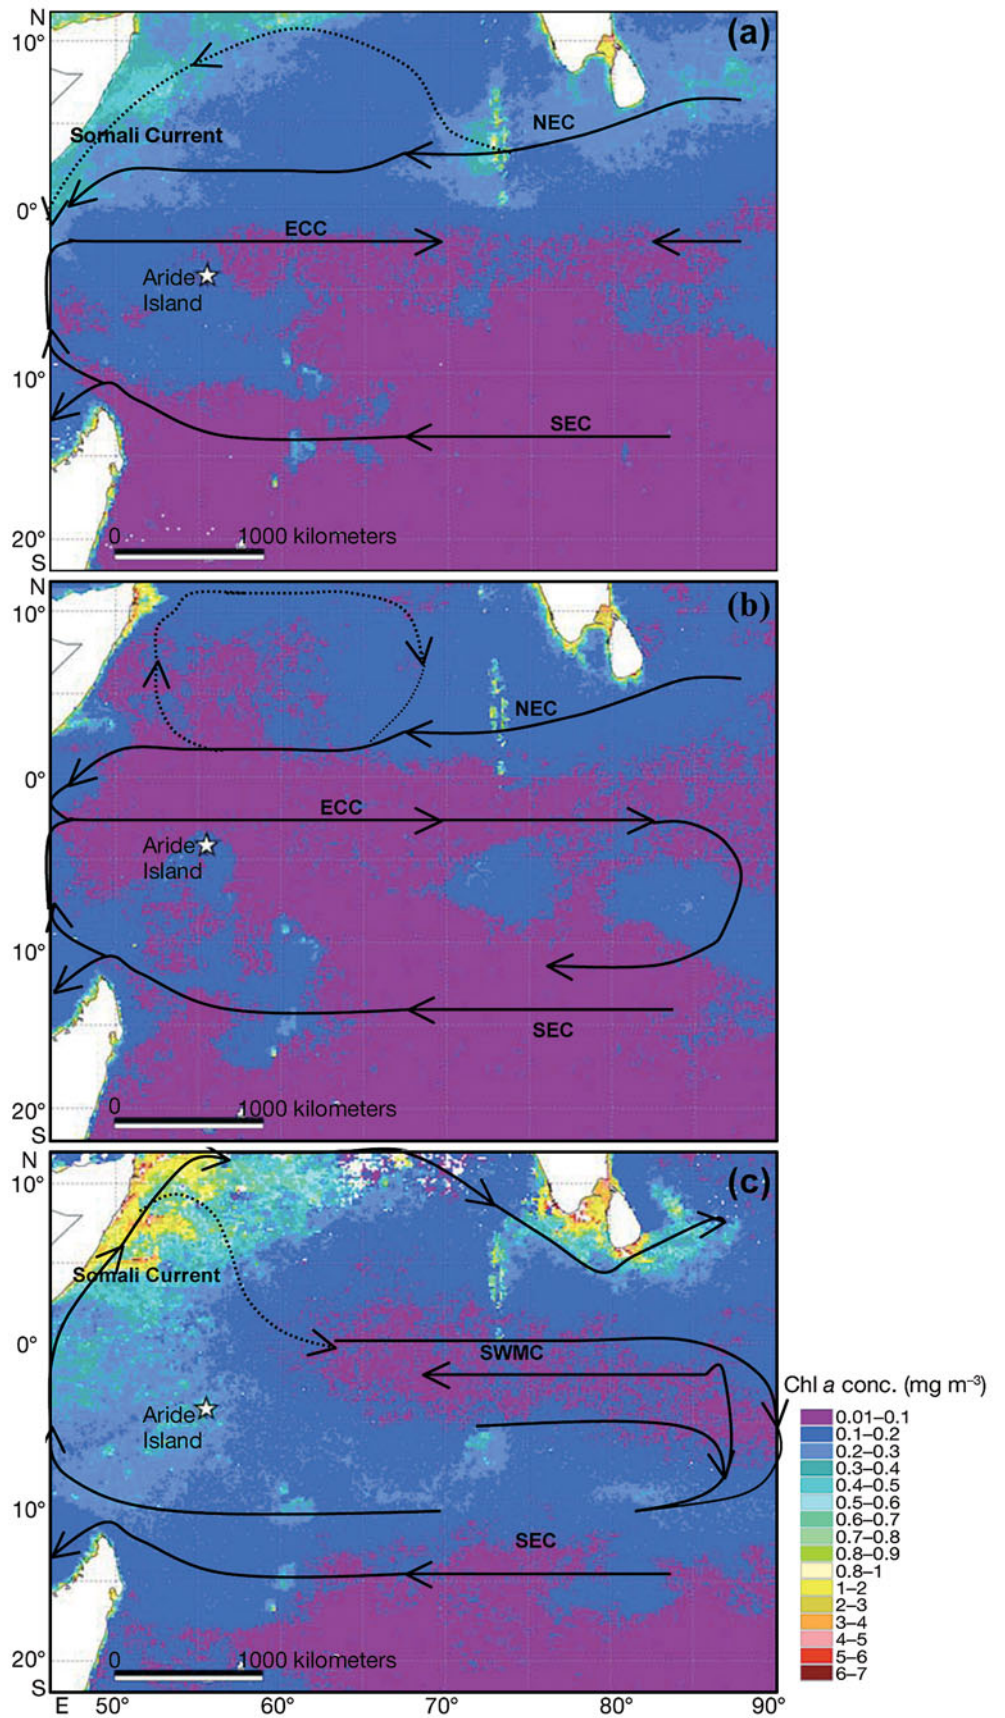 N
(a)
10°
NEC
Somali Current
0°
ECC
Aride
Island
10°
SEC
0
1000 kilometers
20°
S
N
(b)
10°
NEC
0°
ECC
Aride
Island
10°
SEC
0
1000 kilometers
20°
S
N
(c)
10°
Somali Current
0°
SWMC
Chl a conc. (mg m–3)
Aride
Island
0.01–0.1
0.1–0.2
0.2–0.3
0.3–0.4
0.4–0.5
0.5–0.6
0.6–0.7
0.7–0.8
0.8–0.9
0.8–1
1–2
2–3
3–4
4–5
5–6
6–7
10°
SEC
0
1000 kilometers
20°
S
E 50° 60° 70° 80° 90°